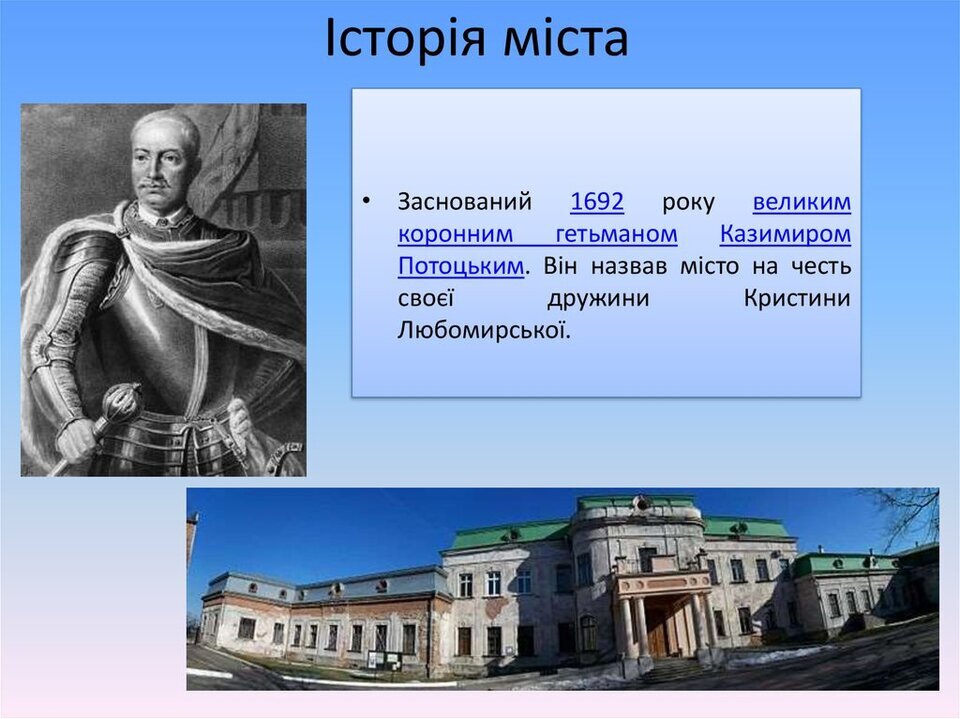 Історія міста
• Заснований 1692 року великим
коронним гетьманом Казимиром
Потоцьким. Він назвав місто на честь
своєї дружини Кристини
Любомирської.